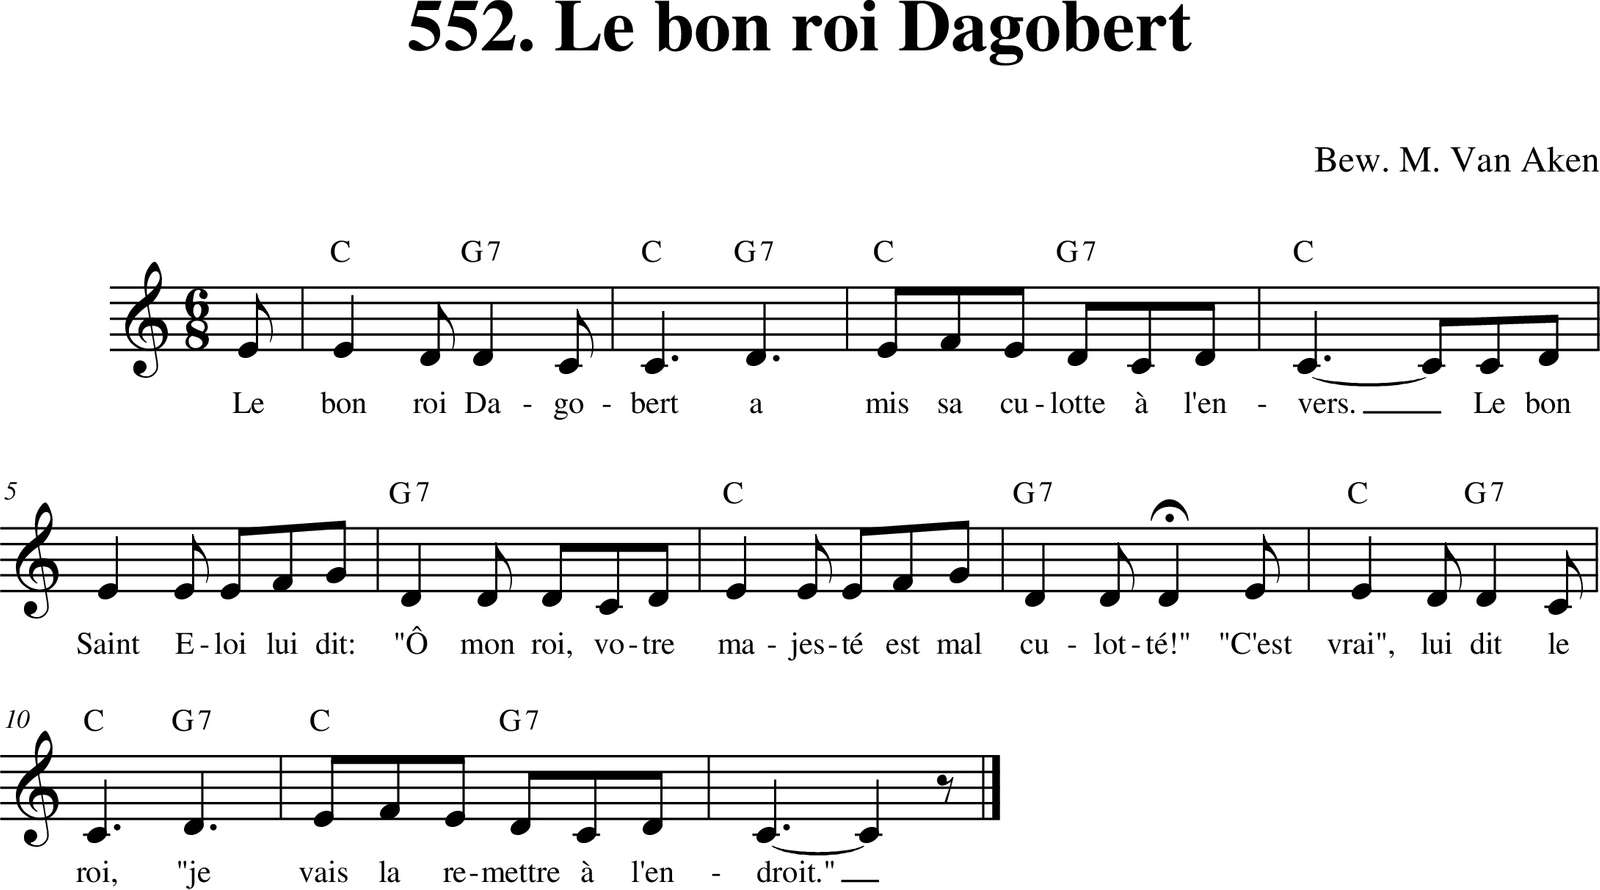 552. Le bon roi Dagobert
Bew. M. Van Aken
C G7 C G7 C G7 C
6
8
Le bon roi Da - go - bert a mis sa cu - lotte à l'en - vers. Le bon
5
G7 C G7 C G7
Saint E - loi lui dit: "Ô mon roi, vo - tre ma - jes - té est mal cu - lot - té!" "C'est vrai", lui dit le
10
C G7 C G7
roi, "je vais la re - mettre à l'en - droit."